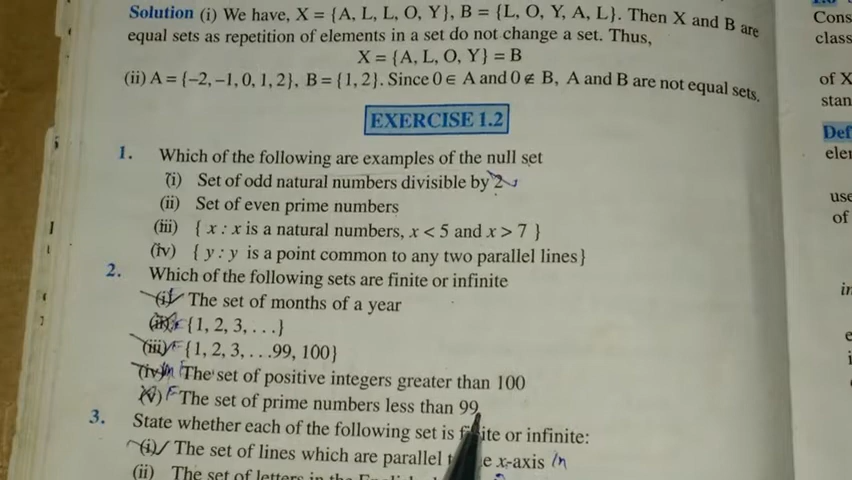 Solution (i) We have, X = {A, L, L, O, Y}, B = {L, O, Y, A, L}. Then X and B are
equal sets as repetition of elements in a set do not change a set. Thus,
X = {A, L, O, Y} = B
(ii) A = {–2, –1, 0, 1, 2}, B = {1, 2}. Since 0 ∈ A and 0 ∉ B, A and B are not equal sets.
EXERCISE 1.2
1. Which of the following are examples of the null set
(i) Set of odd natural numbers divisible by 2
(ii) Set of even prime numbers
(iii) { x : x is a natural numbers, x < 5 and x > 7 }
(iv) { y : y is a point common to any two parallel lines}
2. Which of the following sets are finite or infinite
(i) The set of months of a year
(ii) {1, 2, 3, . . .}
(iii) F {1, 2, 3, . . .99, 100}
(iv) In F The set of positive integers greater than 100
(v) F The set of prime numbers less than 99
3. State whether each of the following set is finite or infinite:
(i) The set of lines which are parallel e x-axis In
(ii) The set of letters in the
Cons
class
of X
stan
Def
eler
use
of
in
e
i